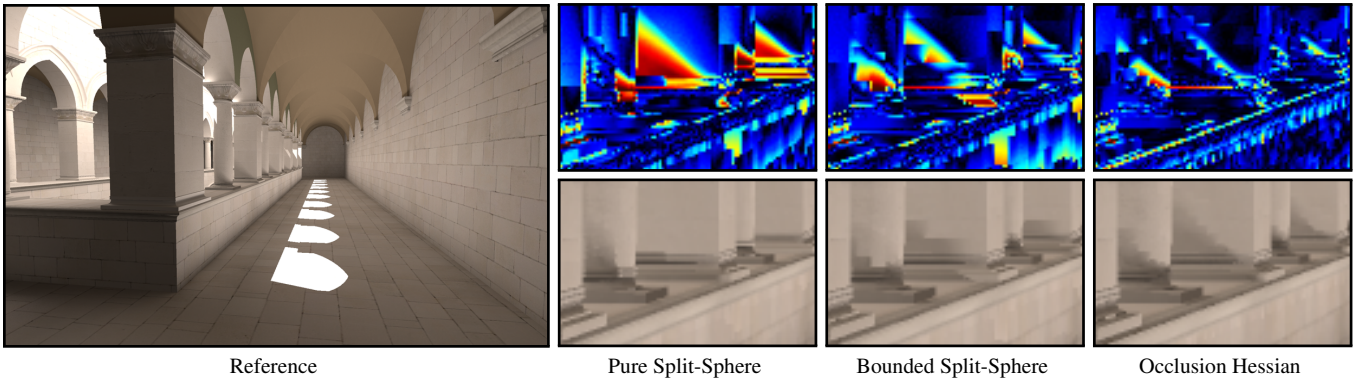 Reference
Pure Split-Sphere
Bounded Split-Sphere
Occlusion Hessian